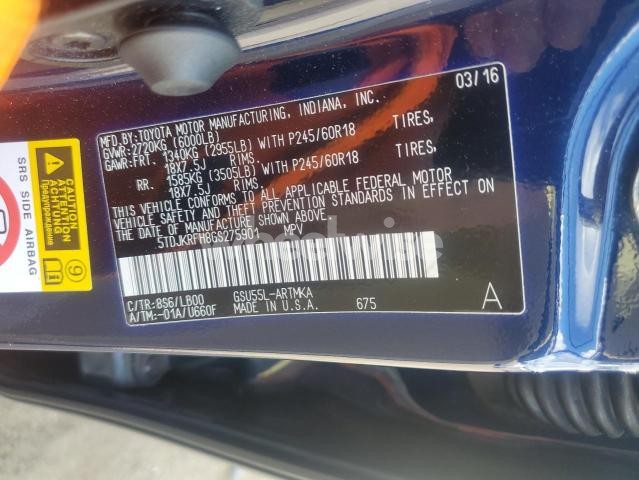 03/16
MFD. BY: TOYOTA MOTOR MANUFACTURING, INDIANA, INC.
GVWR: 2720KG (6000LB)
GAWR: FRT. 1340KG (2955LB) WITH P245/60R18 TIRES,
18X7.5J RIMS.
RR. 1585KG (3505LB) WITH P245/60R18 TIRES,
18X7.5J RIMS.
THIS VEHICLE CONFORMS TO ALL APPLICABLE FEDERAL MOTOR
VEHICLE SAFETY AND THEFT PREVENTION STANDARDS IN EFFECT ON
THE DATE OF MANUFACTURE SHOWN ABOVE.
5TDJKRFH8GS275901 MPV
C/TR: 8S6/LB00 GSU55L-ARTMKA
A/TM: -01A/U660F MADE IN U.S.A. 675 A
SRS SIDE AIRBAG
CAUTION
ACHTUNG
Предупреждение
9